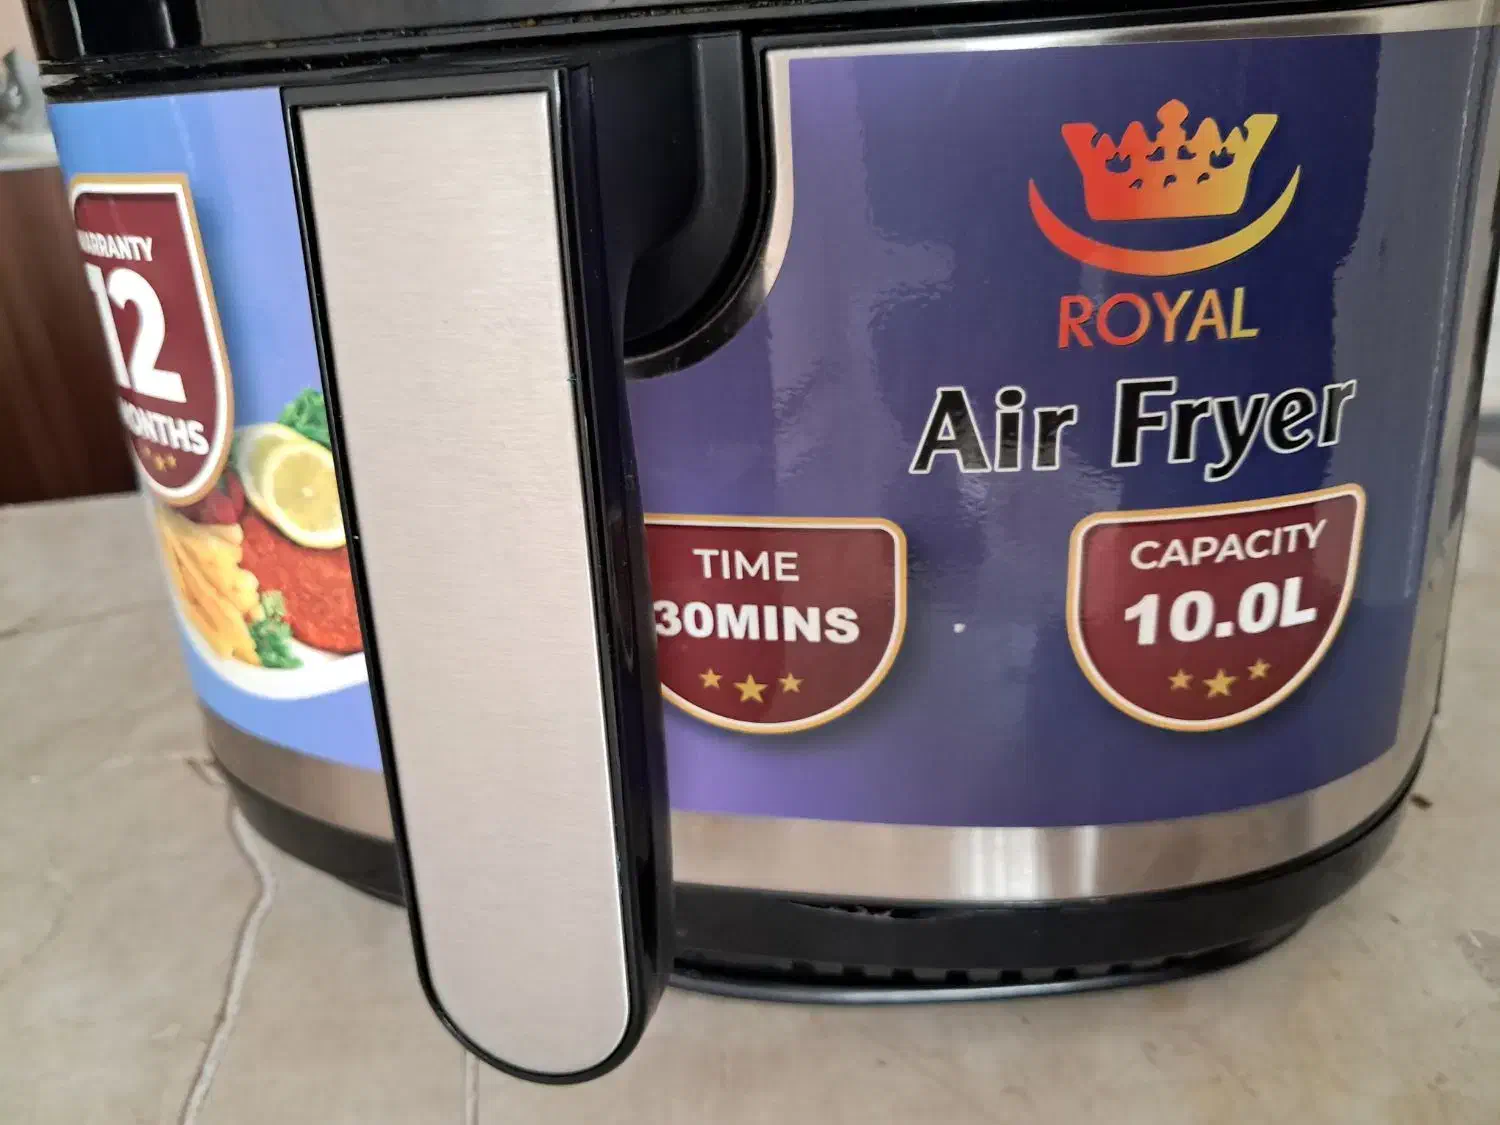 WARRANTY
12
MONTHS
ROYAL
Air Fryer
TIME
30MINS
CAPACITY
10.0L